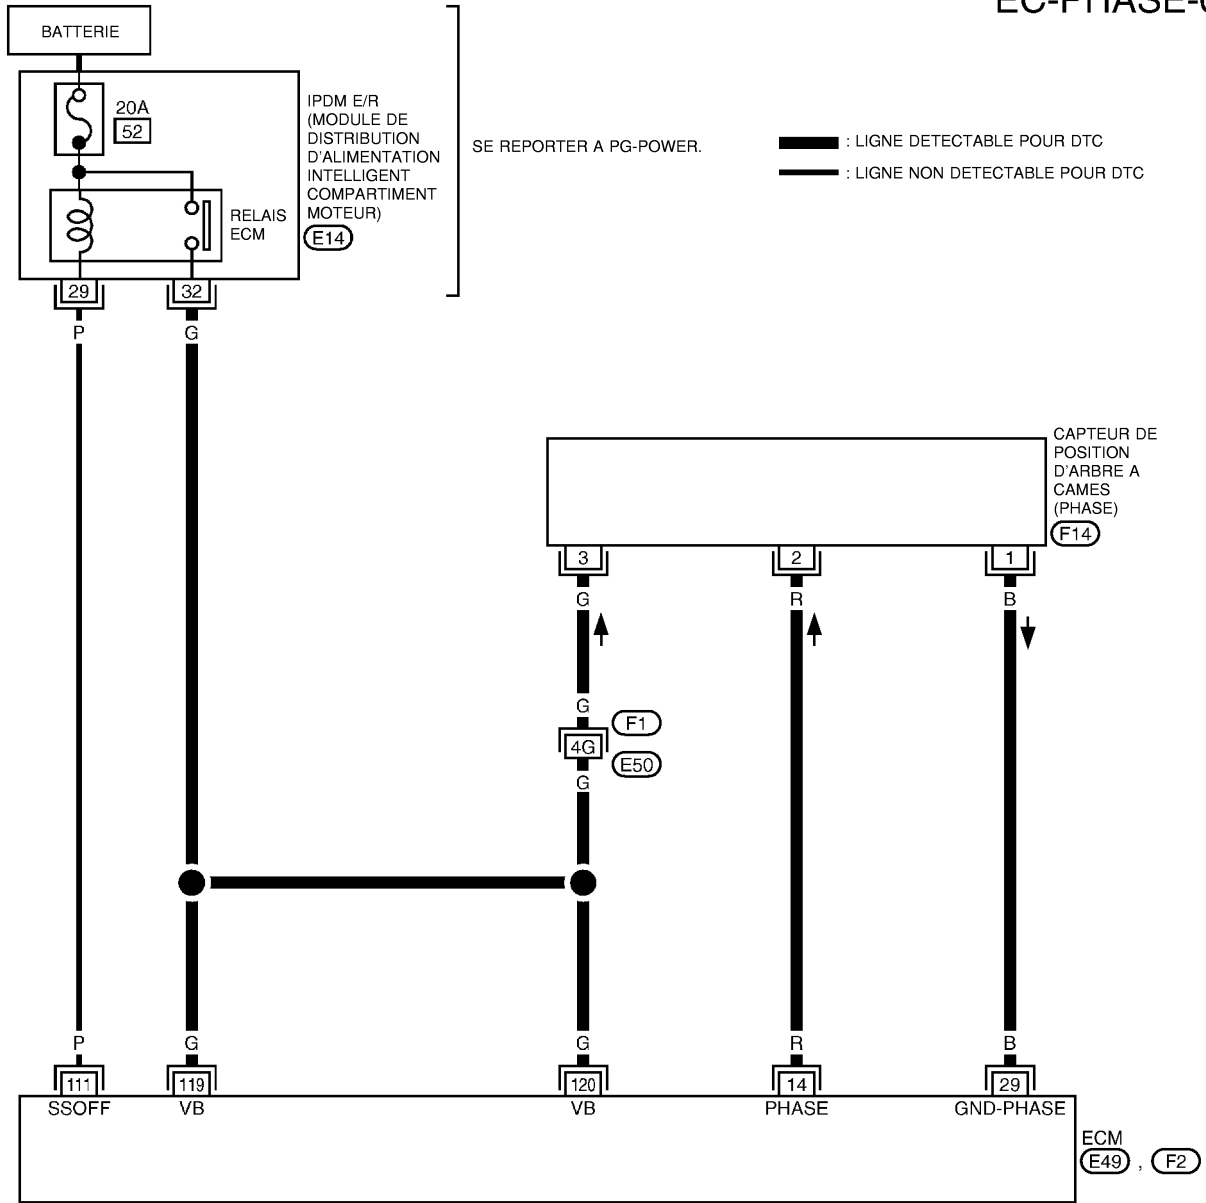 EC-PHASE-
BATTERIE
20A
52
IPDM E/R
(MODULE DE
DISTRIBUTION
D'ALIMENTATION
INTELLIGENT
COMPARTIMENT
MOTEUR)
E14
RELAIS
ECM
SE REPORTER A PG-POWER.
: LIGNE DETECTABLE POUR DTC
: LIGNE NON DETECTABLE POUR DTC
29
32
P
G
CAPTEUR DE
POSITION
D'ARBRE A
CAMES
(PHASE)
F14
3
2
1
G
R
B
G
F1
4G
E50
G
P
G
G
R
B
111
119
120
14
29
SSOFF
VB
VB
PHASE
GND-PHASE
ECM
E49 , F2